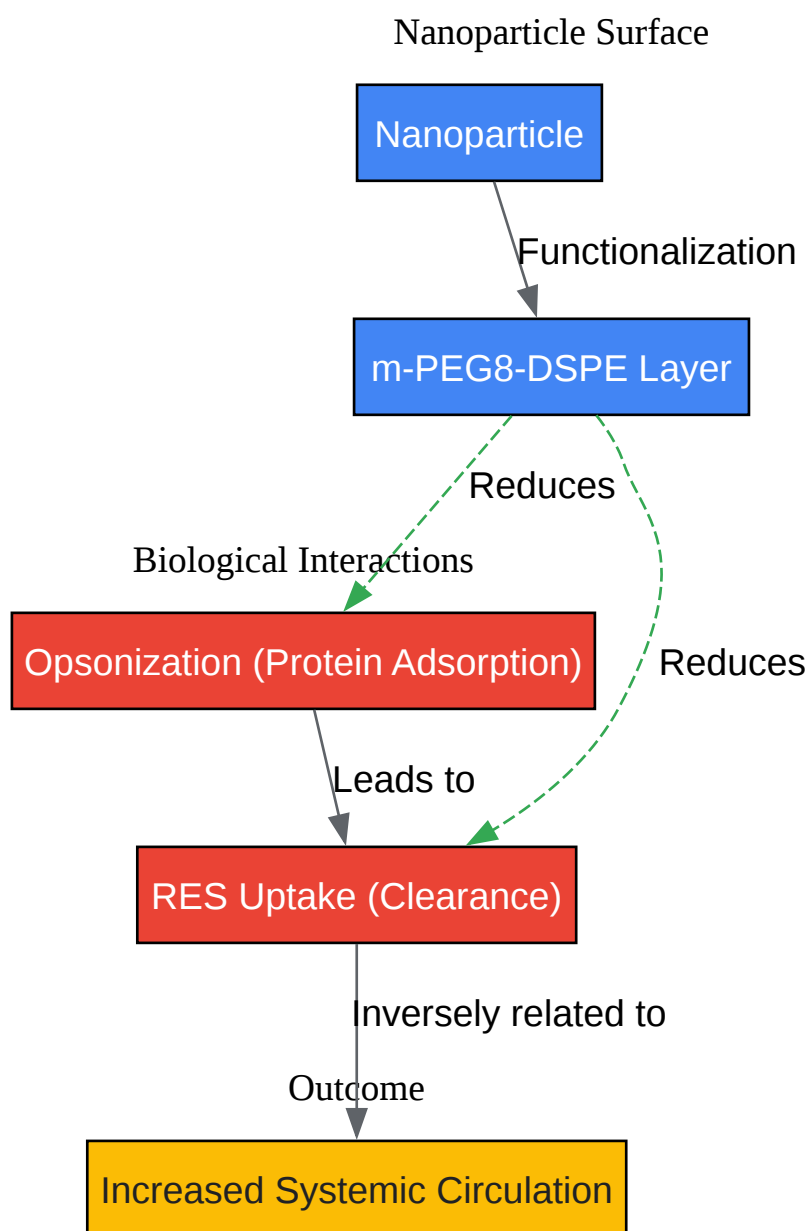 Nanoparticle Surface
Nanoparticle
Functionalization
m-PEG8-DSPE Layer
Reduces
Biological Interactions
Opsonization (Protein Adsorption)
Reduces
Leads to
RES Uptake (Clearance)
Inversely related to
Outcome
Increased Systemic Circulation